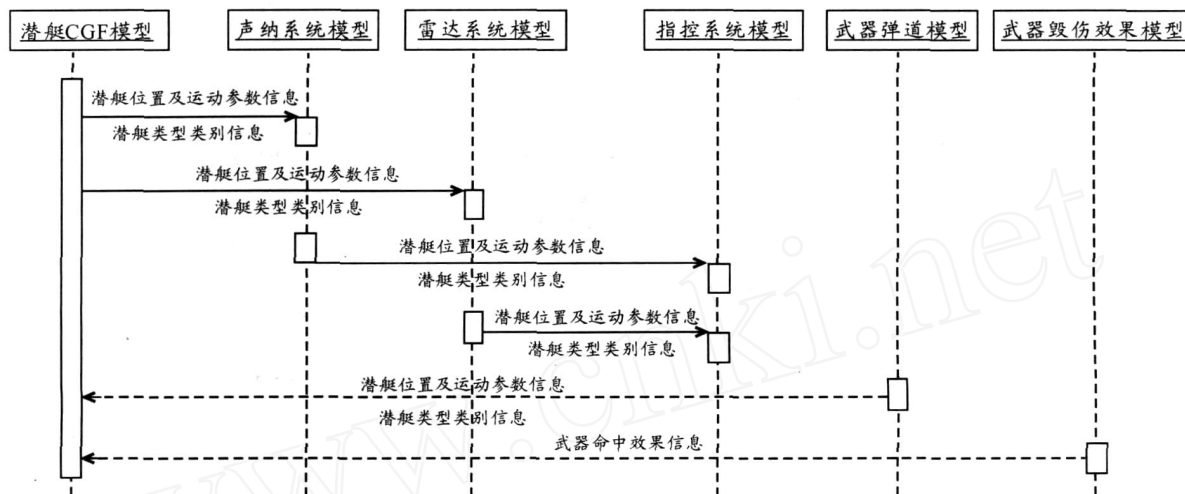 潜艇CGF模型
声纳系统模型
雷达系统模型
指控系统模型
武器弹道模型
武器毁伤效果模型
潜艇位置及运动参数信息
潜艇类型类别信息
潜艇位置及运动参数信息
潜艇类型类别信息
潜艇位置及运动参数信息
潜艇类型类别信息
潜艇位置及运动参数信息
潜艇类型类别信息
潜艇位置及运动参数信息
潜艇类型类别信息
武器命中效果信息
www.cnki.net